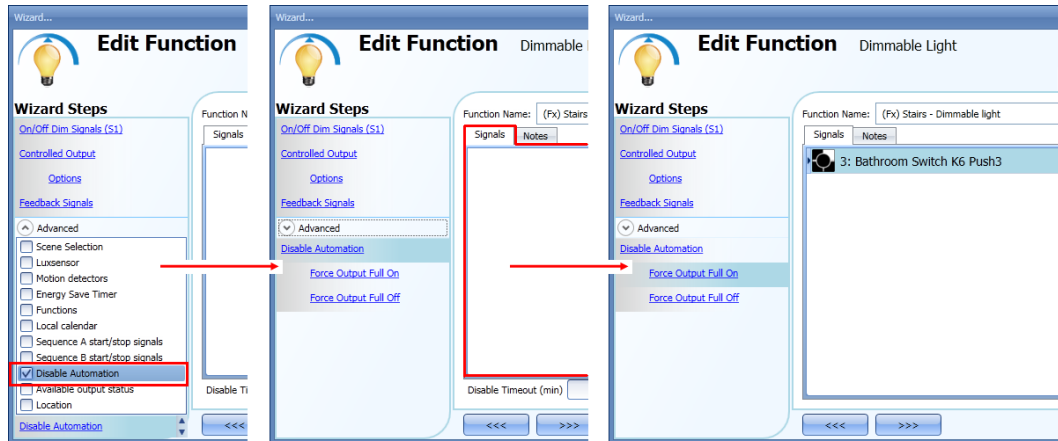 Wizard...
Edit Function
Wizard Steps
On/Off Dim Signals (S1)
Controlled Output
Options
Feedback Signals
Advanced
Scene Selection
Luxsensor
Motion detectors
Energy Save Timer
Functions
Local calendar
Sequence A start/stop signals
Sequence B start/stop signals
Disable Automation
Available output status
Location
Disable Automation
Function N
Signals
Disable Ti
<<<
Wizard...
Edit Function Dimmable
Wizard Steps
On/Off Dim Signals (S1)
Controlled Output
Options
Feedback Signals
Advanced
Disable Automation
Force Output Full On
Force Output Full Off
Function Name: (Fx) Stairs
Signals Notes
Disable Timeout (min)
<<< >>>
Wizard...
Edit Function Dimmable Light
Wizard Steps
On/Off Dim Signals (S1)
Controlled Output
Options
Feedback Signals
Advanced
Disable Automation
Force Output Full On
Force Output Full Off
Function Name: (Fx) Stairs - Dimmable light
Signals Notes
3: Bathroom Switch K6 Push3
<<< >>>